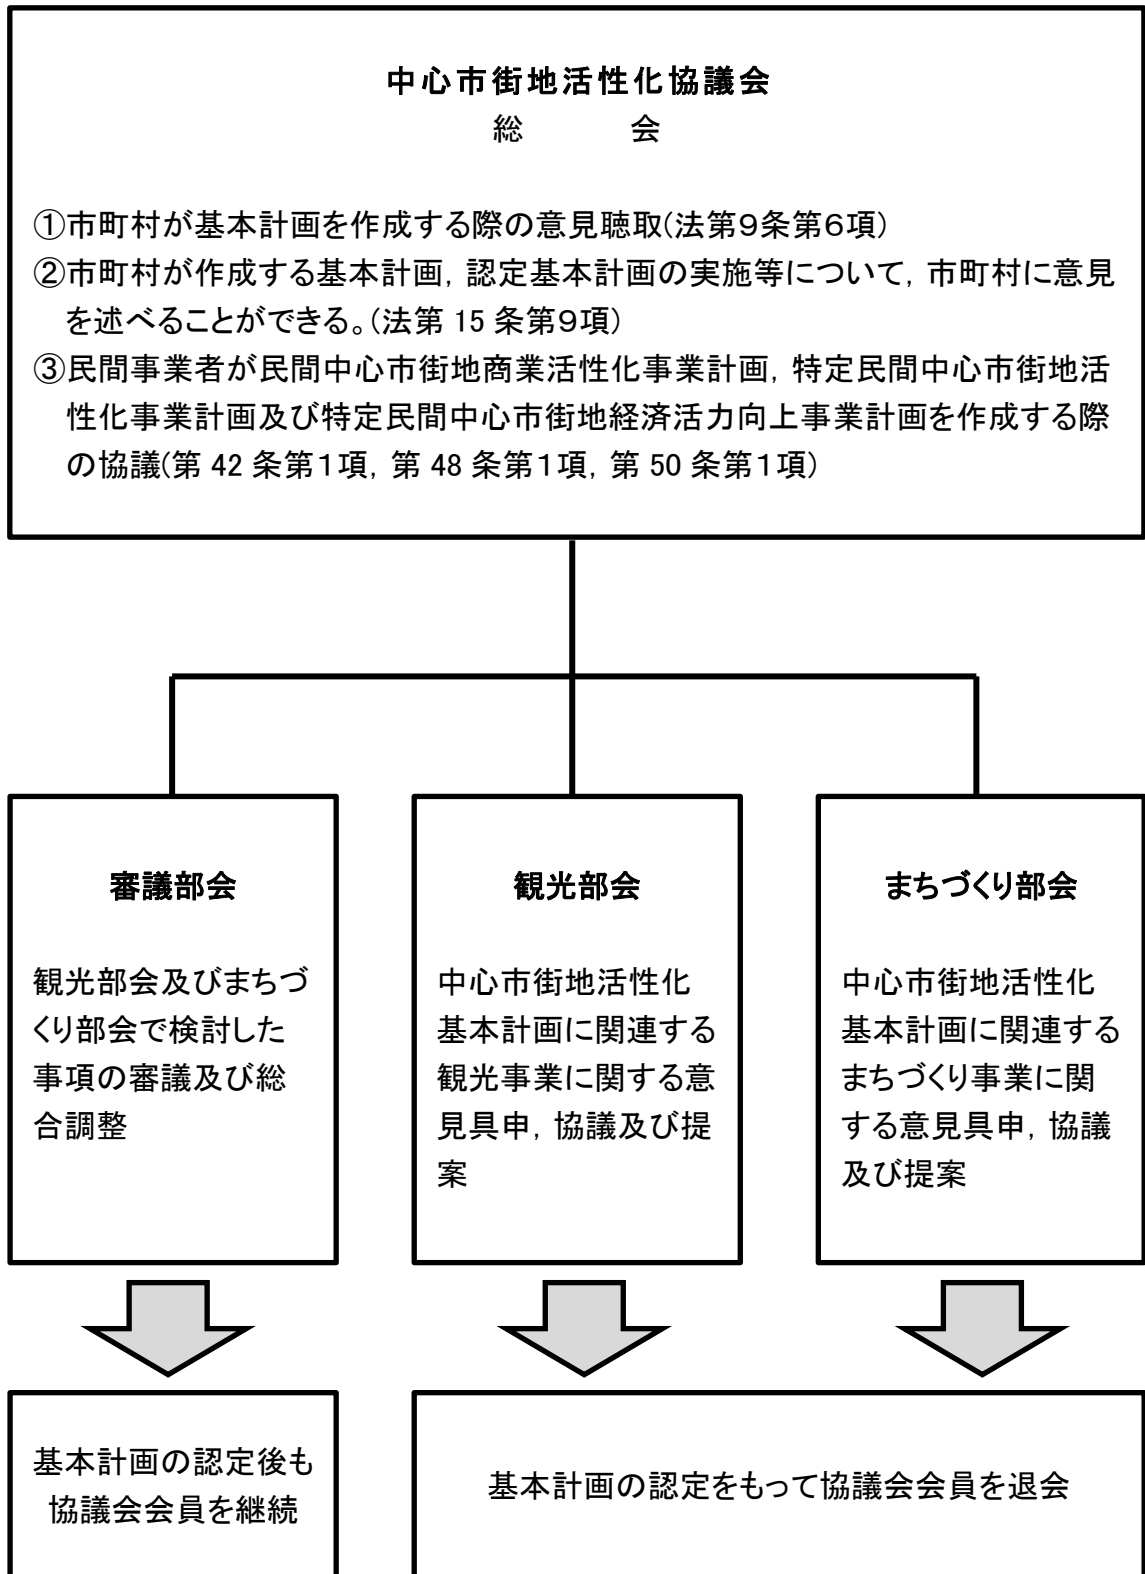 中心市街地活性化協議会
総　　　会
①市町村が基本計画を作成する際の意見聴取(法第９条第６項)
②市町村が作成する基本計画，認定基本計画の実施等について，市町村に意見
を述べることができる。(法第 15 条第９項)
③民間事業者が民間中心市街地商業活性化事業計画，特定民間中心市街地活
性化事業計画及び特定民間中心市街地経済活力向上事業計画を作成する際
の協議(第 42 条第１項，第 48 条第１項，第 50 条第１項)
審議部会
観光部会及びまちづ
くり部会で検討した
事項の審議及び総
合調整
観光部会
中心市街地活性化
基本計画に関連する
観光事業に関する意
見具申，協議及び提
案
まちづくり部会
中心市街地活性化
基本計画に関連する
まちづくり事業に関
する意見具申，協議
及び提案
基本計画の認定後も
協議会会員を継続
基本計画の認定をもって協議会会員を退会